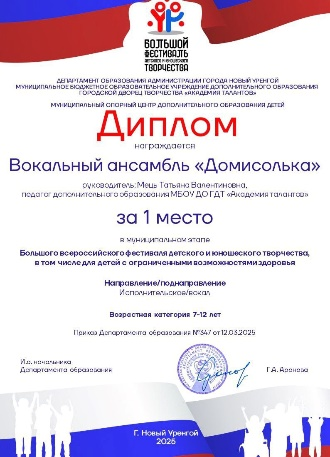 БОЛЬШОЙ
ФЕСТИВАЛЬ
ДЕТСКОГО И ЮНОШЕСКОГО
ТВОРЧЕСТВА
ДЕПАРТАМЕНТ ОБРАЗОВАНИЯ АДМИНИСТРАЦИИ ГОРОДА НОВЫЙ УРЕНГОЙ
МУНИЦИПАЛЬНОЕ БЮДЖЕТНОЕ ОБРАЗОВАТЕЛЬНОЕ УЧРЕЖДЕНИЕ ДОПОЛНИТЕЛЬНОГО ОБРАЗОВАНИЯ
ГОРОДСКОЙ ДВОРЕЦ ТВОРЧЕСТВА «АКАДЕМИЯ ТАЛАНТОВ»
МУНИЦИПАЛЬНЫЙ ОПОРНЫЙ ЦЕНТР ДОПОЛНИТЕЛЬНОГО ОБРАЗОВАНИЯ ДЕТЕЙ
Диплом
награждается
Вокальный ансамбль «Домисолька»
руководитель: Мець Татьяна Валентиновна,
педагог дополнительного образования МБОУ ДО ГДТ «Академия талантов»
за 1 место
в муниципальном этапе
Большого всероссийского фестиваля детского и юношеского творчества,
в том числе для детей с ограниченными возможностями здоровья
Направление/поднаправление
Исполнительское/вокал
Возрастная категория 7-12 лет
Приказ Департамента образования №347 от 12.03.2025
И.о. начальника
Департамента образования
Г. Новый Уренгой
2025